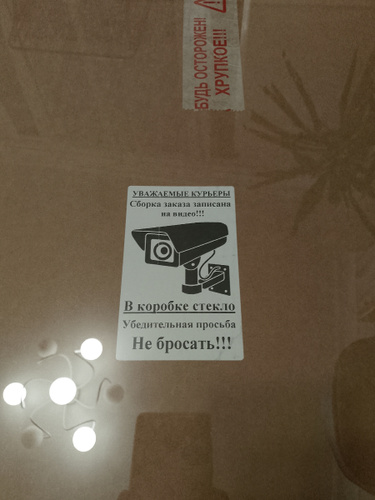 БУДЬ ОСТОРОЖЕН!
ХРУПКОЕ!!!
УВАЖАЕМЫЕ КУРЬЕРЫ
Сборка заказа записана
на видео!!!
В коробке стекло
Убедительная просьба
Не бросать!!!